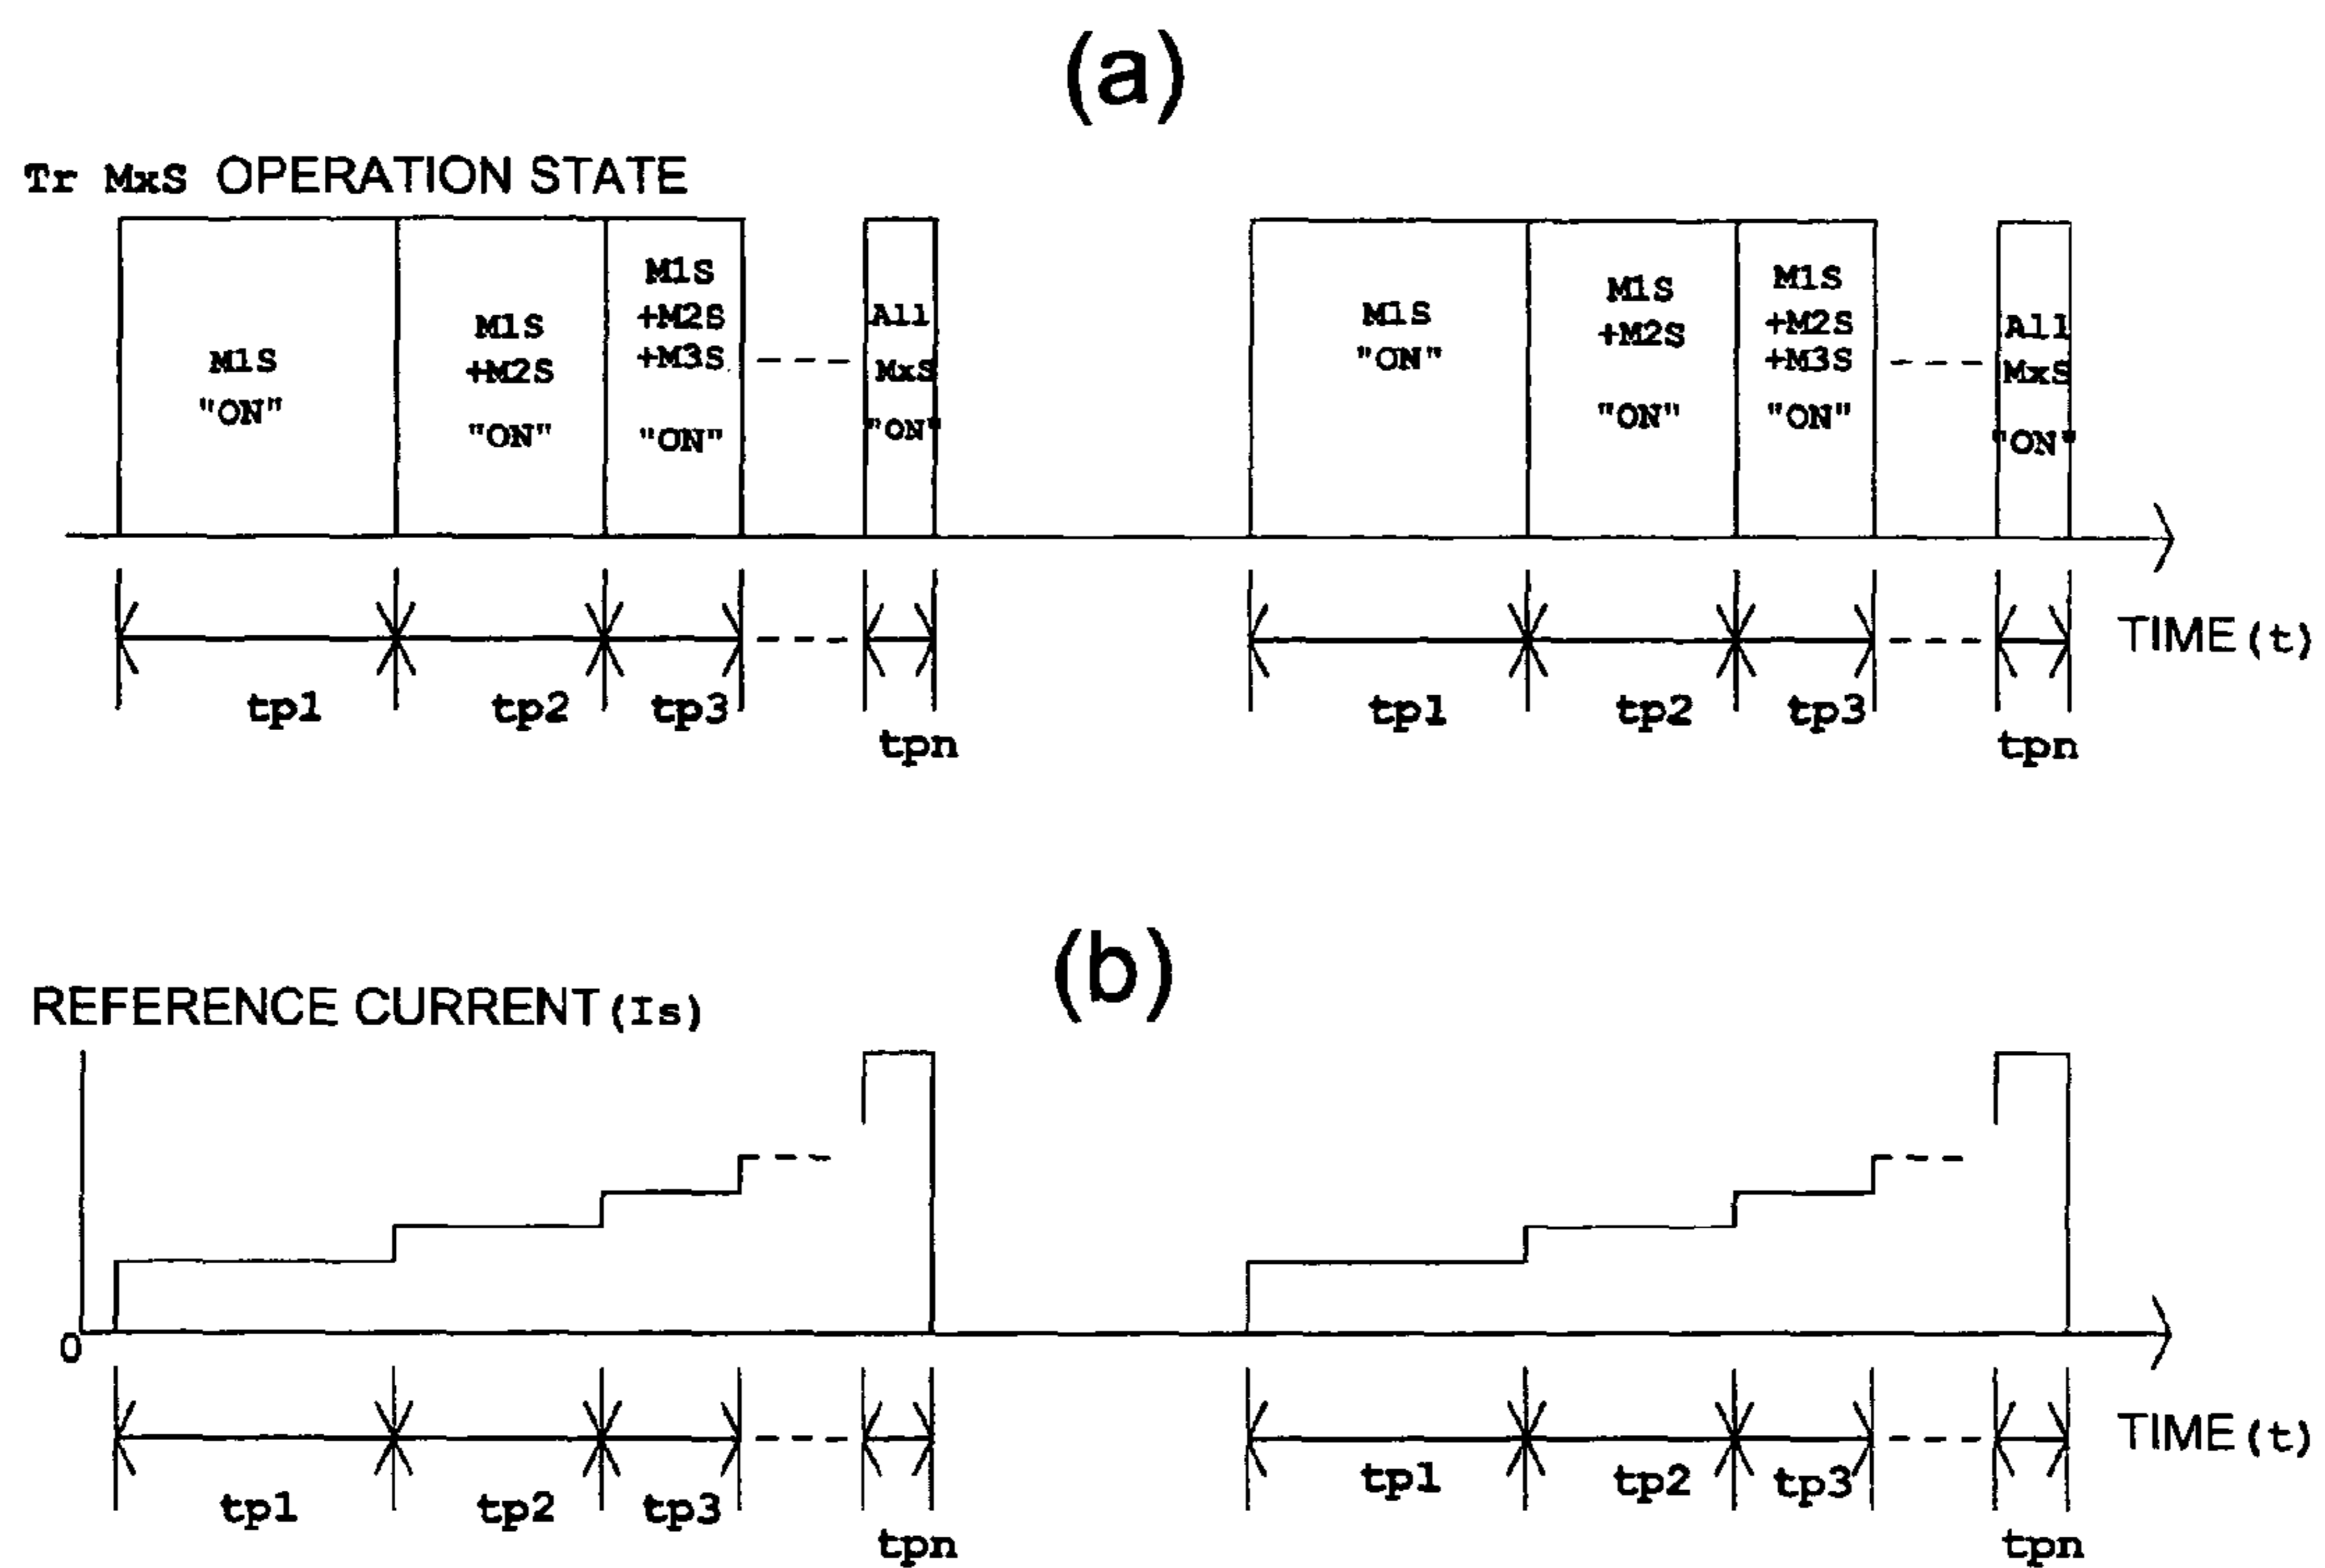 (a)
Tr MxS OPERATION STATE
M1S
"ON"
M1S
+M2S
"ON"
M1S
+M2S
+M3S
"ON"
All
MxS
"ON"
M1S
"ON"
M1S
+M2S
"ON"
M1S
+M2S
+M3S
"ON"
All
MxS
"ON"
TIME(t)
tp1 tp2 tp3 tpn tp1 tp2 tp3 tpn
(b)
REFERENCE CURRENT(Is)
0
TIME(t)
tp1 tp2 tp3 tpn tp1 tp2 tp3 tpn